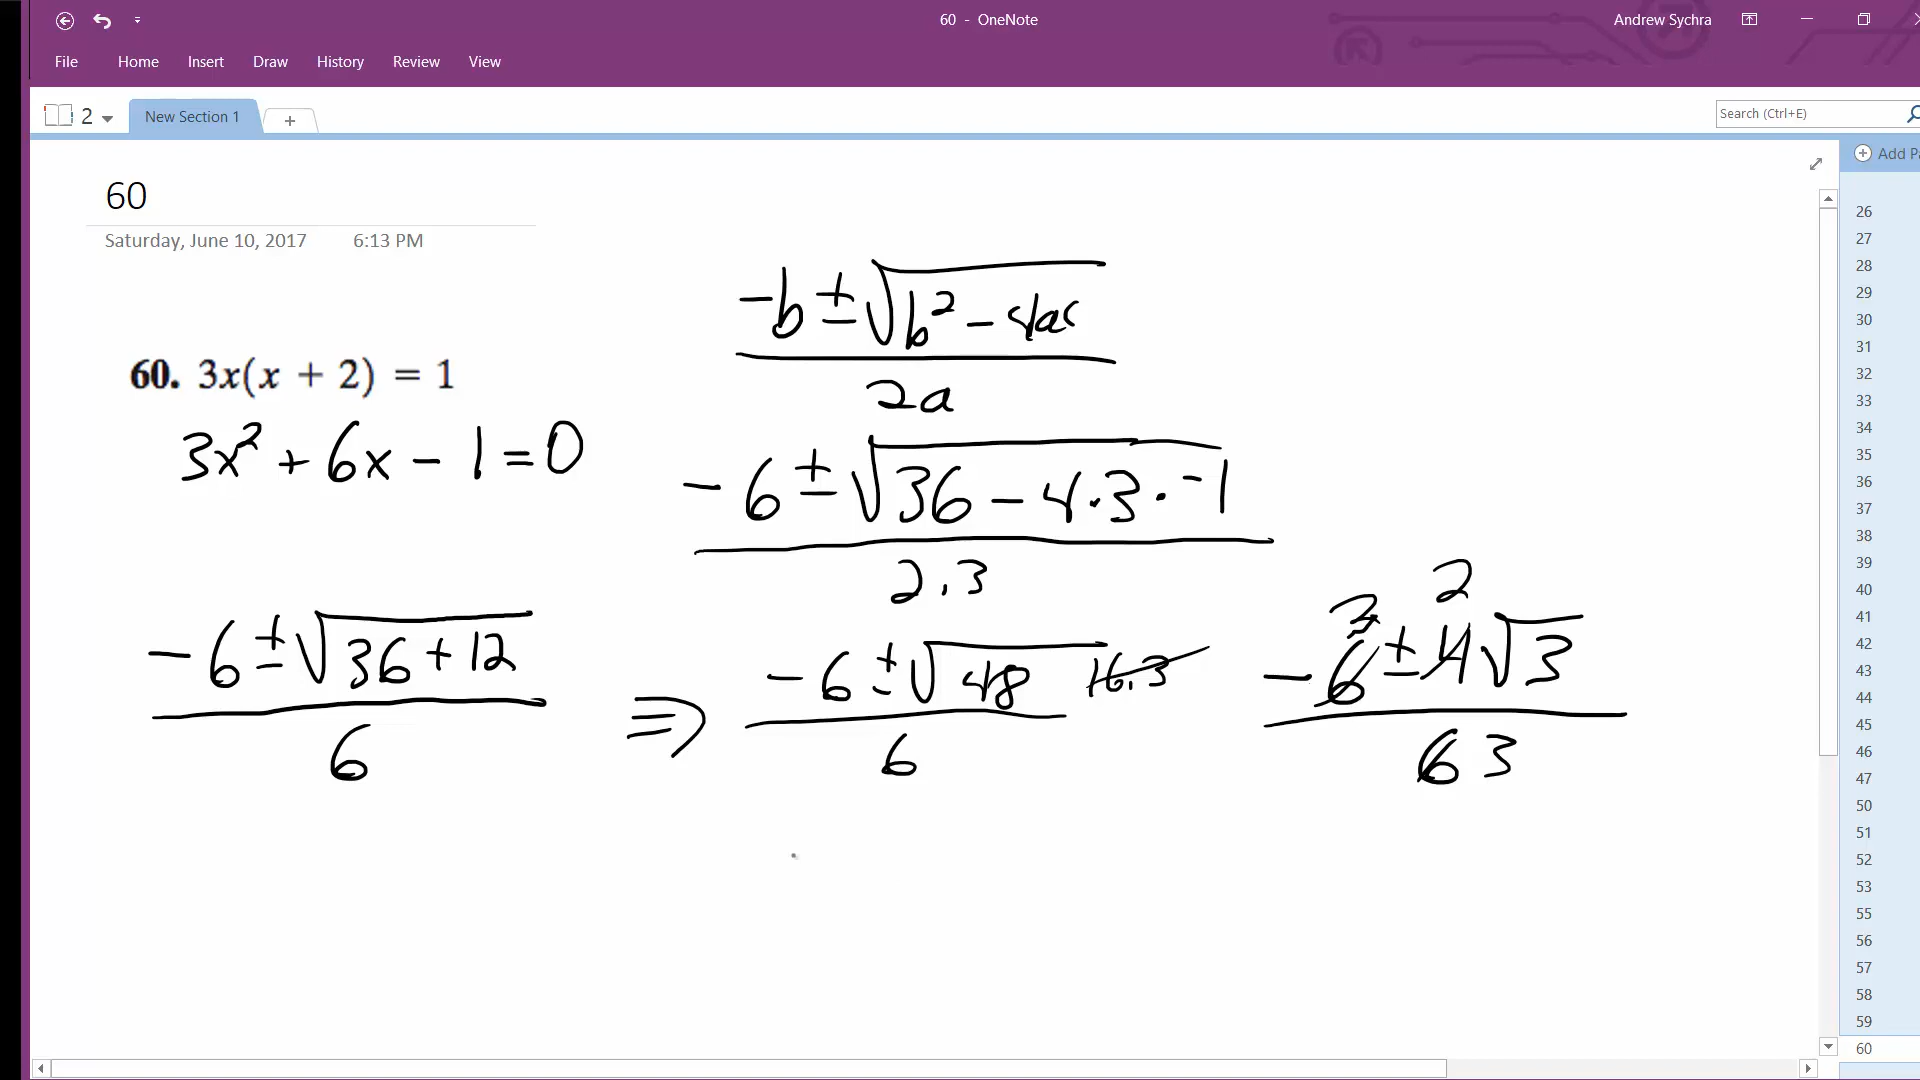 60 - OneNote
Andrew Sychra
File Home Insert Draw History Review View
2
New Section 1
+
Search (Ctrl+E)
Add Pa
60
Saturday, June 10, 2017 6:13 PM
-b ± √b² - 4ac
2a
60. 3x(x + 2) = 1
3x² + 6x - 1 = 0
-6 ± √36 - 4·3·-1
2.3
-6 ± √36 + 12
6
⇒
-6 ± √48 16.3
6
3 2
-6 ± 4√3
6 3
26
27
28
29
30
31
32
33
34
35
36
37
38
39
40
41
42
43
44
45
46
47
50
51
52
53
55
56
57
58
59
60